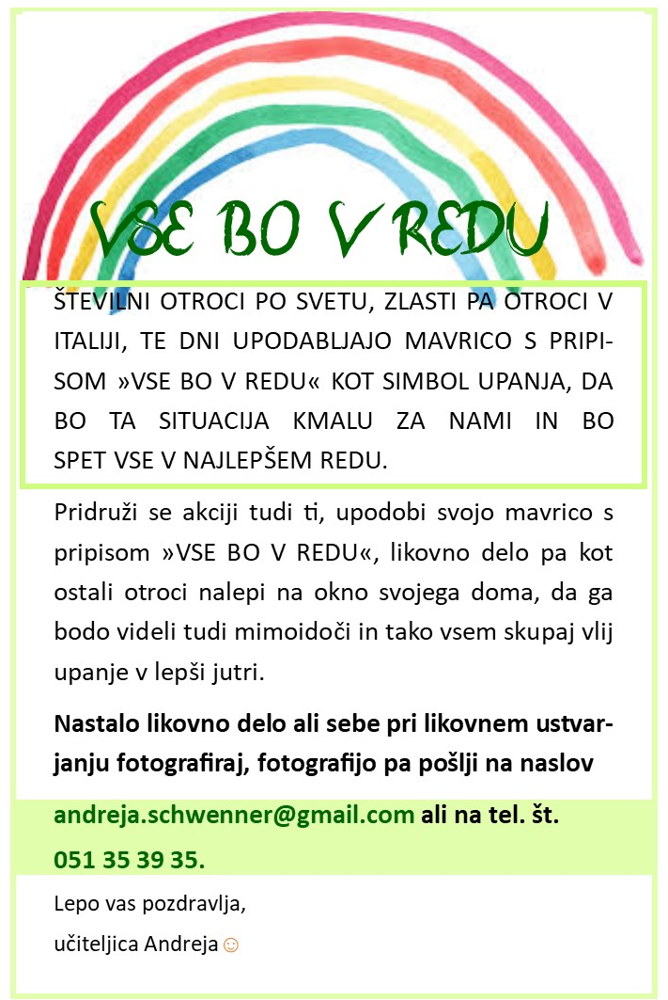 VSE BO V REDU
ŠTEVILNI OTROCI PO SVETU, ZLASTI PA OTROCI V
ITALIJI, TE DNI UPODABLJAJO MAVRICO S PRIPI-
SOM »VSE BO V REDU« KOT SIMBOL UPANJA, DA
BO TA SITUACIJA KMALU ZA NAMI IN BO
SPET VSE V NAJLEPŠEM REDU.
Pridruži se akciji tudi ti, upodobi svojo mavrico s
pripisom »VSE BO V REDU«, likovno delo pa kot
ostali otroci nalepi na okno svojega doma, da ga
bodo videli tudi mimoidoči in tako vsem skupaj vlij
upanje v lepši jutri.
Nastalo likovno delo ali sebe pri likovnem ustvar-
janju fotografiraj, fotografijo pa pošlji na naslov
andreja.schwenner@gmail.com ali na tel. št.
051 35 39 35.
Lepo vas pozdravlja,
učiteljica Andreja☺